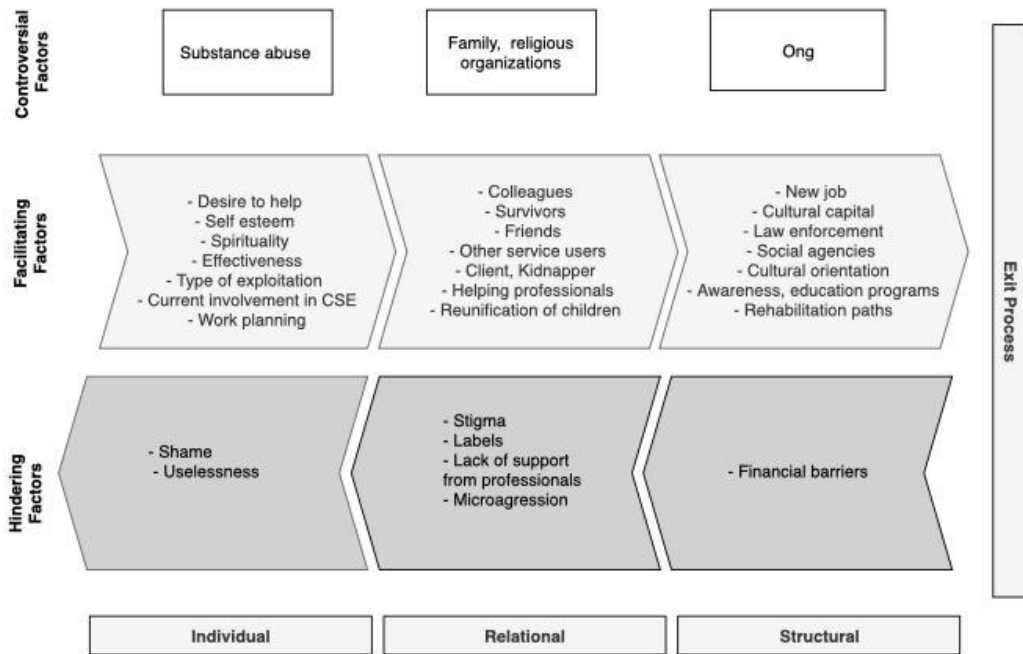 Controversial
Factors
Substance abuse
Family, religious
organizations
Ong
Facilitating
Factors
- Desire to help
- Self esteem
- Spirituality
- Effectiveness
- Type of exploitation
- Current involvement in CSE
- Work planning
- Colleagues
- Survivors
- Friends
- Other service users
- Client, Kidnapper
- Helping professionals
- Reunification of children
- New job
- Cultural capital
- Law enforcement
- Social agencies
- Cultural orientation
- Awareness, education programs
- Rehabilitation paths
Hindering
Factors
- Shame
- Uselessness
- Stigma
- Labels
- Lack of support
from professionals
- Microagression
- Financial barriers
Exit Process
Individual
Relational
Structural